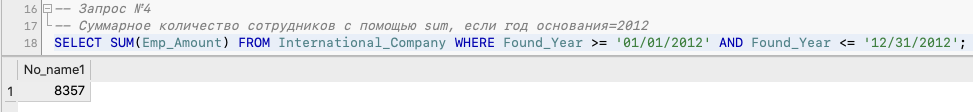 16 -- Запрос №4
17 -- Суммарное количество сотрудников с помощью sum, если год основания=2012
18 SELECT SUM(Emp_Amount) FROM International_Company WHERE Found_Year >= '01/01/2012' AND Found_Year <= '12/31/2012';
No_name1
1 8357